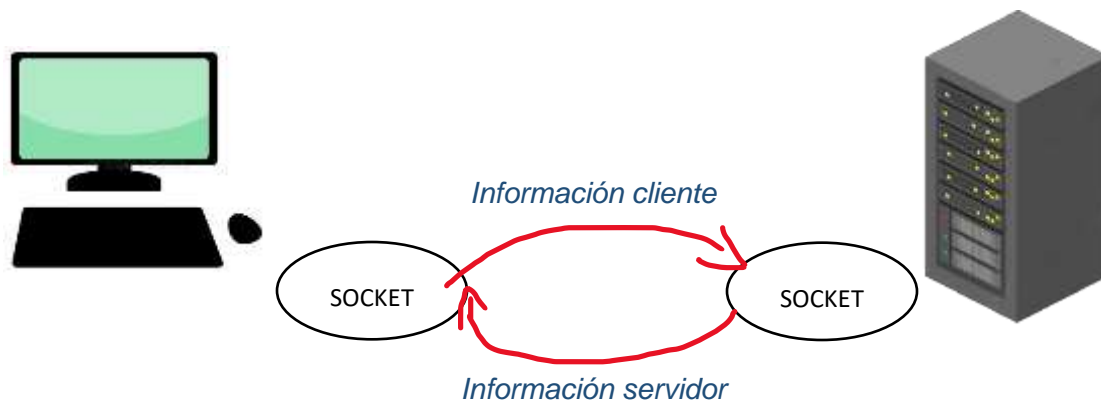 Información cliente
SOCKET
SOCKET
Información servidor